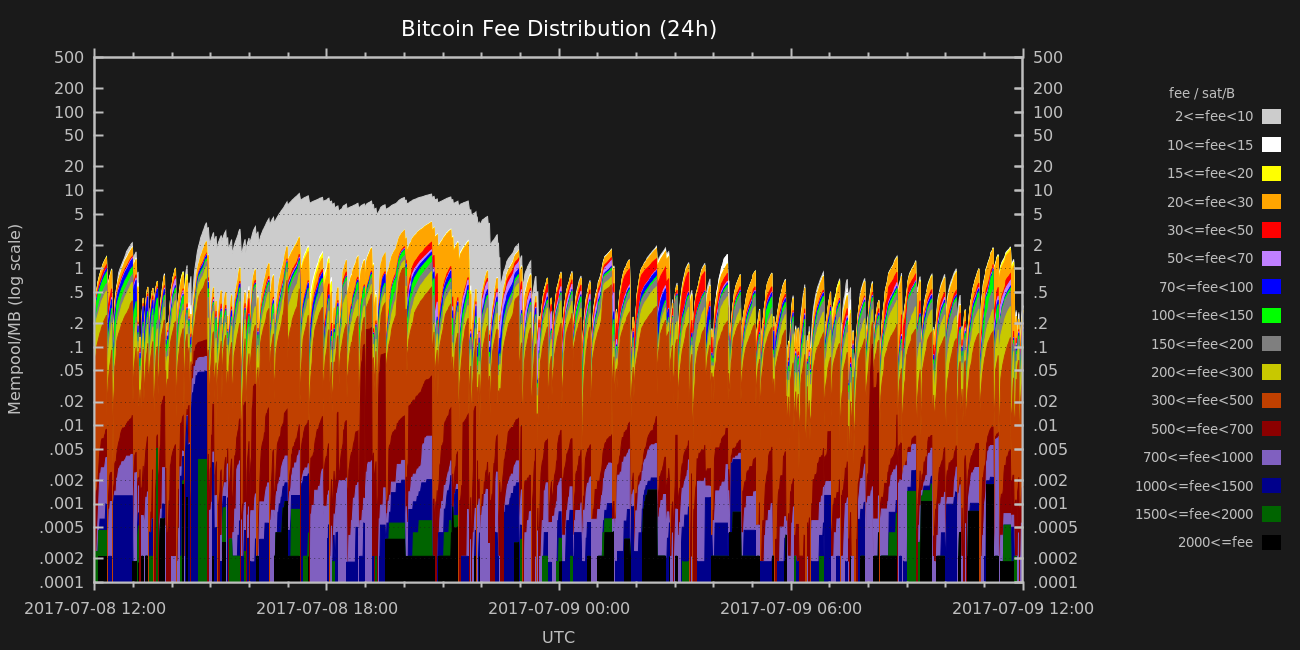 Bitcoin Fee Distribution (24h)
Mempool/MB (log scale)
500
200
100
50
20
10
5
2
1
.5
.2
.1
.05
.02
.01
.005
.002
.001
.0005
.0002
.0001
500
200
100
50
20
10
5
2
1
.5
.2
.1
.05
.02
.01
.005
.002
.001
.0005
.0002
.0001
2017-07-08 12:00
2017-07-08 18:00
2017-07-09 00:00
2017-07-09 06:00
2017-07-09 12:00
UTC
fee / sat/B
2<=fee<10
10<=fee<15
15<=fee<20
20<=fee<30
30<=fee<50
50<=fee<70
70<=fee<100
100<=fee<150
150<=fee<200
200<=fee<300
300<=fee<500
500<=fee<700
700<=fee<1000
1000<=fee<1500
1500<=fee<2000
2000<=fee